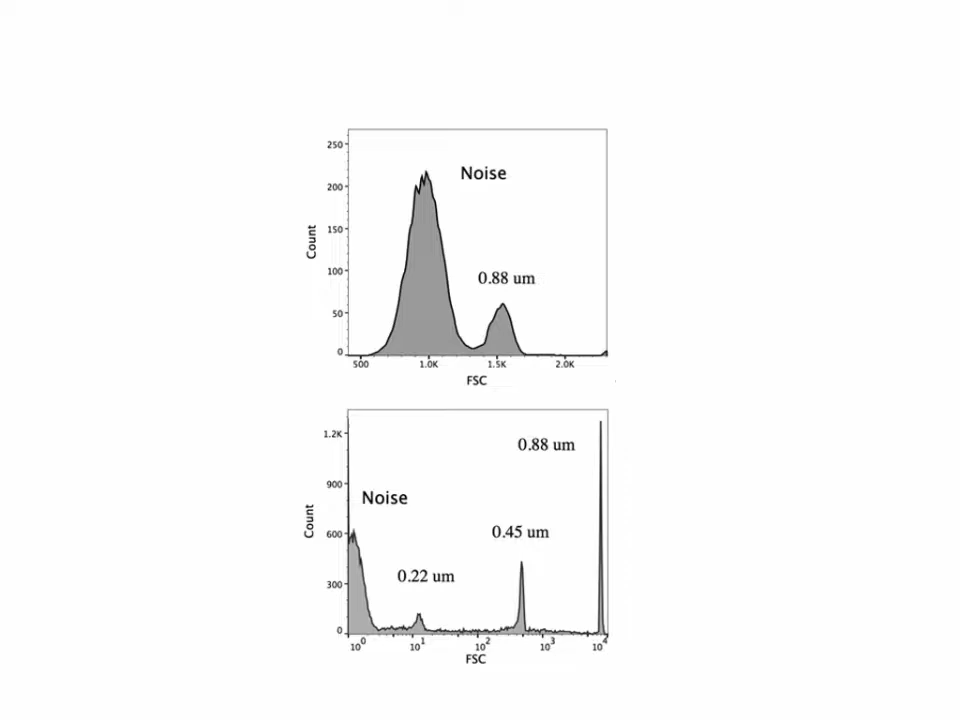 250
Noise
200
150
Count
100
0.88 um
50
0
500 1.0K 1.5K 2.0K
FSC
1.2K
0.88 um
900
Noise
Count
600
0.45 um
0.22 um
300
0
10^0 10^1 10^2 10^3 10^4
FSC